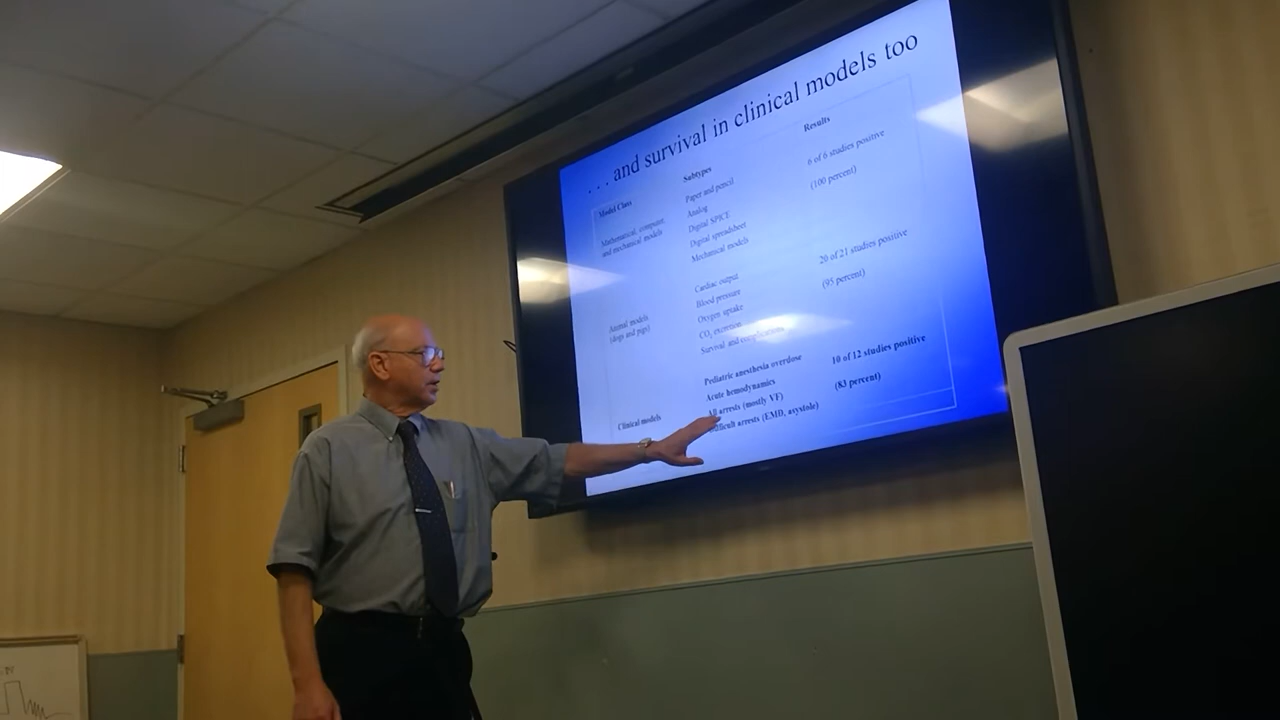 . . . and survival in clinical models too
Model Class
Subtypes
Results
Mathematical, computer,
and mechanical models
Paper and pencil
Analog
Digital SPICE
Digital spreadsheet
Mechanical models
6 of 6 studies positive
(100 percent)
Animal models
(dogs and pigs)
Cardiac output
Blood pressure
Oxygen uptake
CO₂ excretion
Survival and complications
20 of 21 studies positive
(95 percent)
Clinical models
Pediatric anesthesia overdose
Acute hemodynamics
All arrests (mostly VF)
Difficult arrests (EMD, asystole)
10 of 12 studies positive
(83 percent)